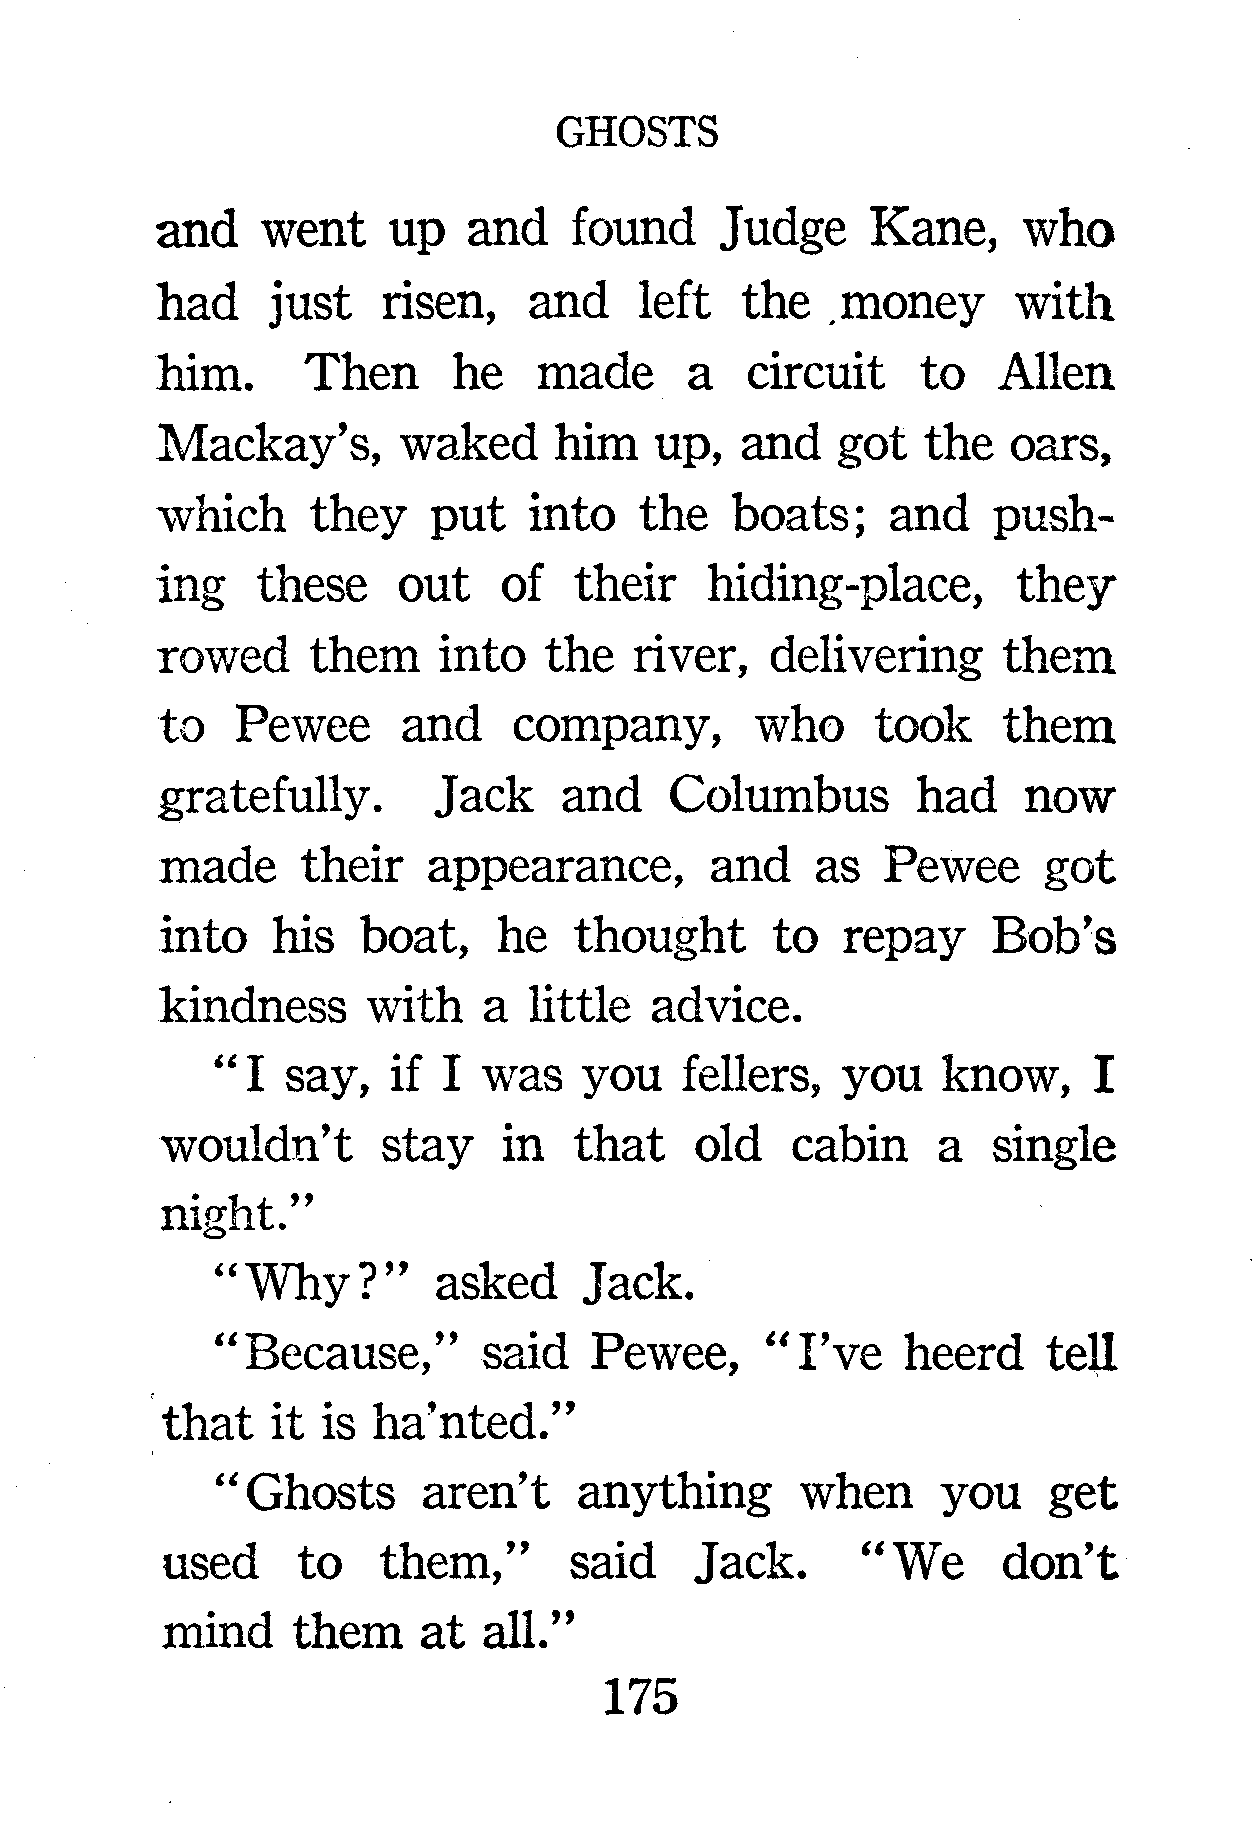 GHOSTS
and went up and found Judge Kane, who
had just risen, and left the money with
him. Then he made a circuit to Allen
Mackay's, waked him up, and got the oars,
which they put into the boats; and push-
ing these out of their hiding-place, they
rowed them into the river, delivering them
to Pewee and company, who took them
gratefully. Jack and Columbus had now
made their appearance, and as Pewee got
into his boat, he thought to repay Bob's
kindness with a little advice.
"I say, if I was you fellers, you know, I
wouldn't stay in that old cabin a single
night."
"Why?" asked Jack.
"Because," said Pewee, "I've heerd tell
that it is ha'nted."
"Ghosts aren't anything when you get
used to them," said Jack. "We don't
mind them at all."
175